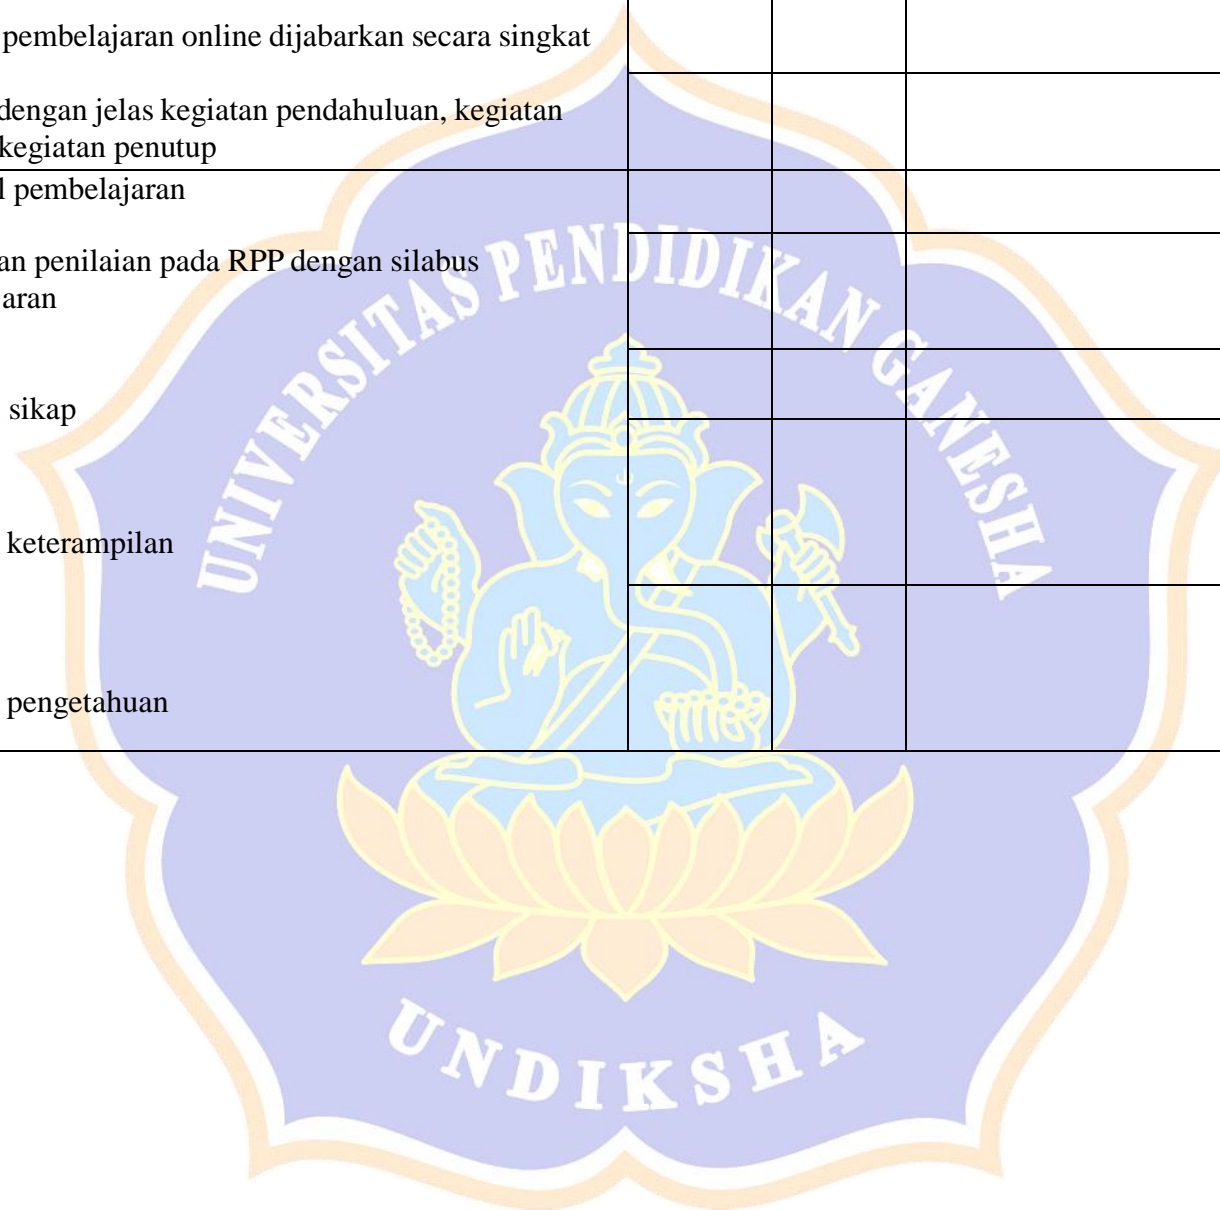 pembelajaran online dijabarkan secara singkat
dengan jelas kegiatan pendahuluan, kegiatan
kegiatan penutup
l pembelajaran
an penilaian pada RPP dengan silabus
aran
sikap
keterampilan
pengetahuan
UNIVERSITAS PENDIDIKAN GANESHA
UNDIKSHA